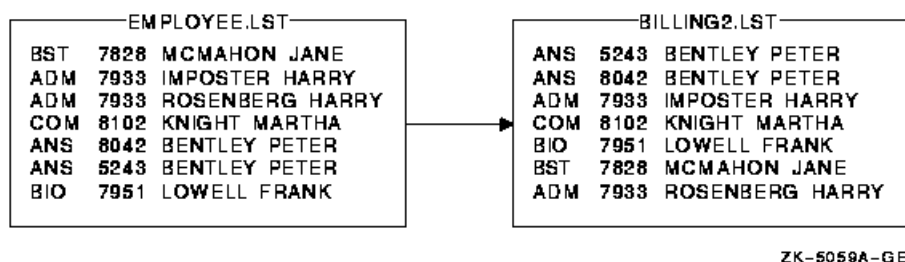 EMPLOYEE.LST
BST 7828 MCMAHON JANE
ADM 7933 IMPOSTER HARRY
ADM 7933 ROSENBERG HARRY
COM 8102 KNIGHT MARTHA
ANS 8042 BENTLEY PETER
ANS 5243 BENTLEY PETER
BIO 7951 LOWELL FRANK
BILLING2.LST
ANS 5243 BENTLEY PETER
ANS 8042 BENTLEY PETER
ADM 7933 IMPOSTER HARRY
COM 8102 KNIGHT MARTHA
BIO 7951 LOWELL FRANK
BST 7828 MCMAHON JANE
ADM 7933 ROSENBERG HARRY
ZK-5059A-GE